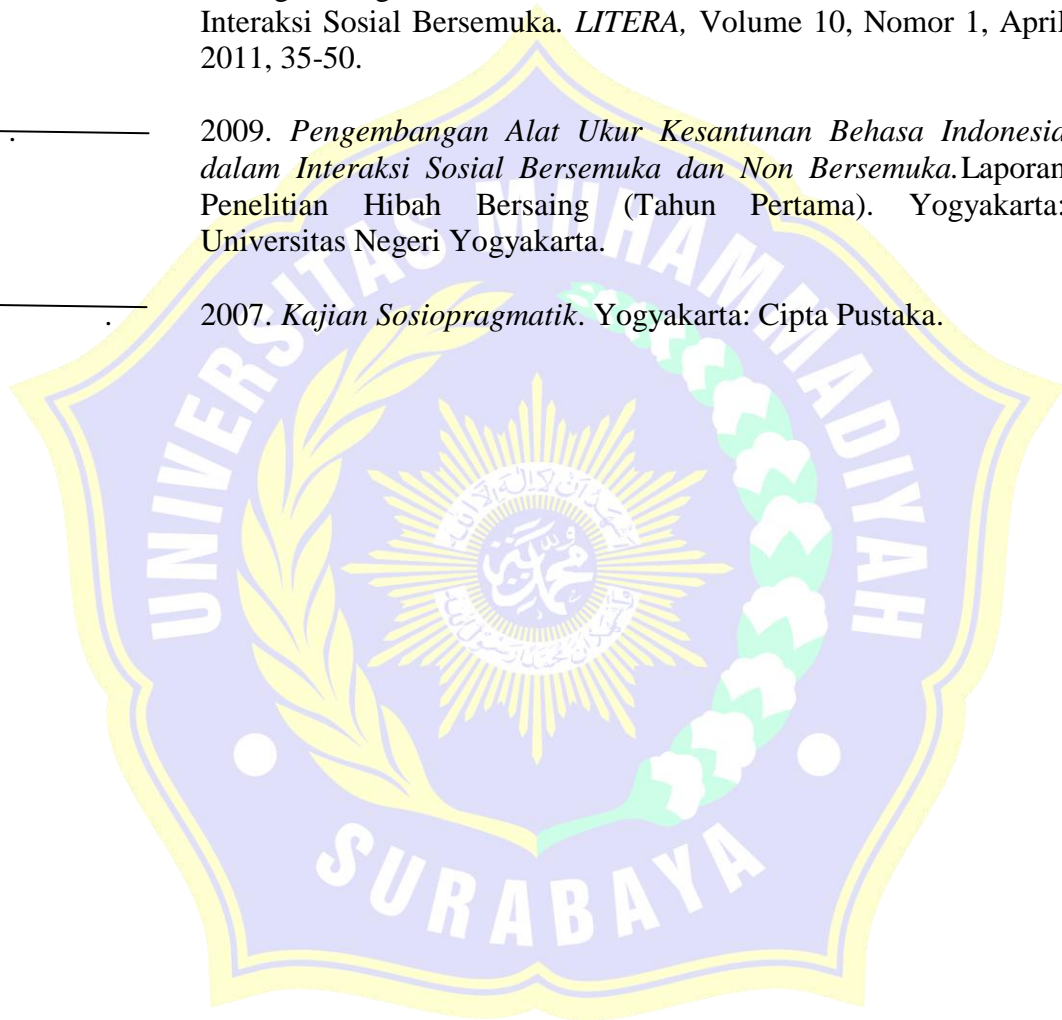 Interaksi Sosial Bersemuka. LITERA, Volume 10, Nomor 1, April
2011, 35-50.
. 2009. Pengembangan Alat Ukur Kesantunan Behasa Indonesia
dalam Interaksi Sosial Bersemuka dan Non Bersemuka.Laporan
Penelitian Hibah Bersaing (Tahun Pertama). Yogyakarta:
Universitas Negeri Yogyakarta.
. 2007. Kajian Sosiopragmatik. Yogyakarta: Cipta Pustaka.
UNIVERSITAS MUHAMMADIYAH
SURABAYA